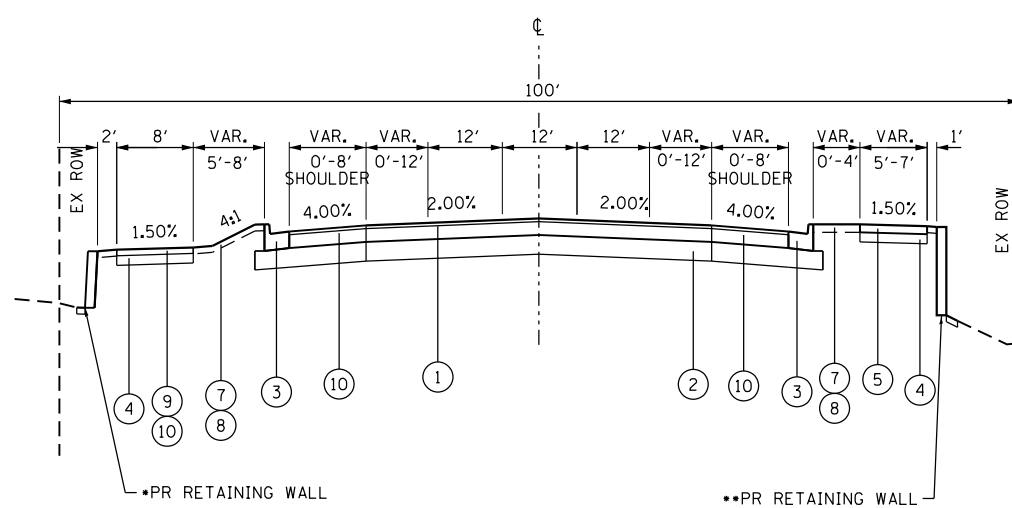 ℄
100'
2' 8' VAR. VAR. VAR. 12' 12' 12' VAR. VAR. VAR. VAR. 1'
5'-8' 0'-8' 0'-12' 0'-12' 0'-8' 0'-4' 5'-7'
SHOULDER SHOULDER
EX ROW
EX ROW
1.50% 4:1 4.00% 2.00% 2.00% 4.00% 1.50%
4 9 7 3 10 1 2 10 3 7 5 4
10 8 8
*PR RETAINING WALL
**PR RETAINING WALL